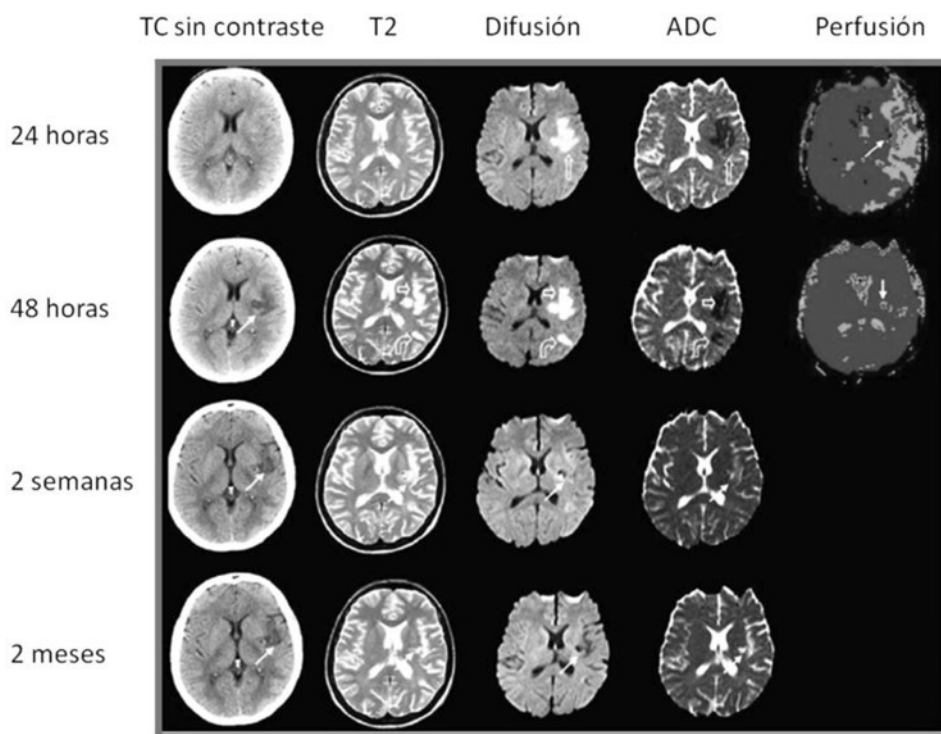 TC sin contraste T2 Difusión ADC Perfusión
24 horas
48 horas
2 semanas
2 meses